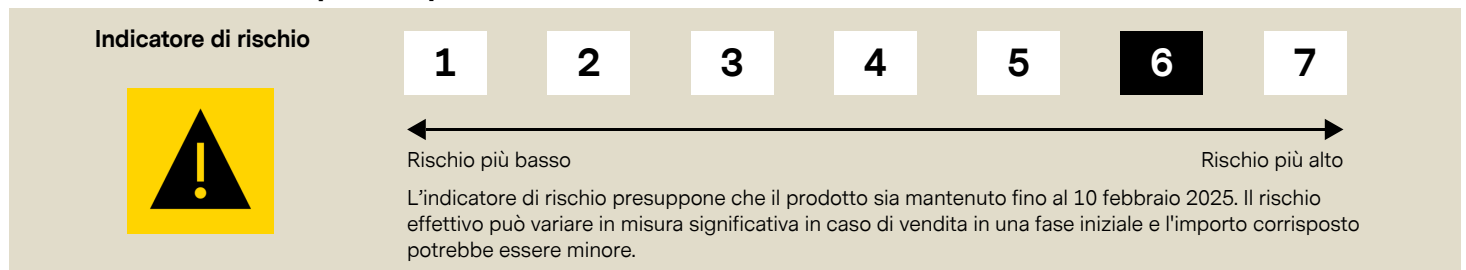 Indicatore di rischio
1 2 3 4 5 6 7
Rischio più basso Rischio più alto
L'indicatore di rischio presuppone che il prodotto sia mantenuto fino al 10 febbraio 2025. Il rischio
effettivo può variare in misura significativa in caso di vendita in una fase iniziale e l'importo corrisposto
potrebbe essere minore.